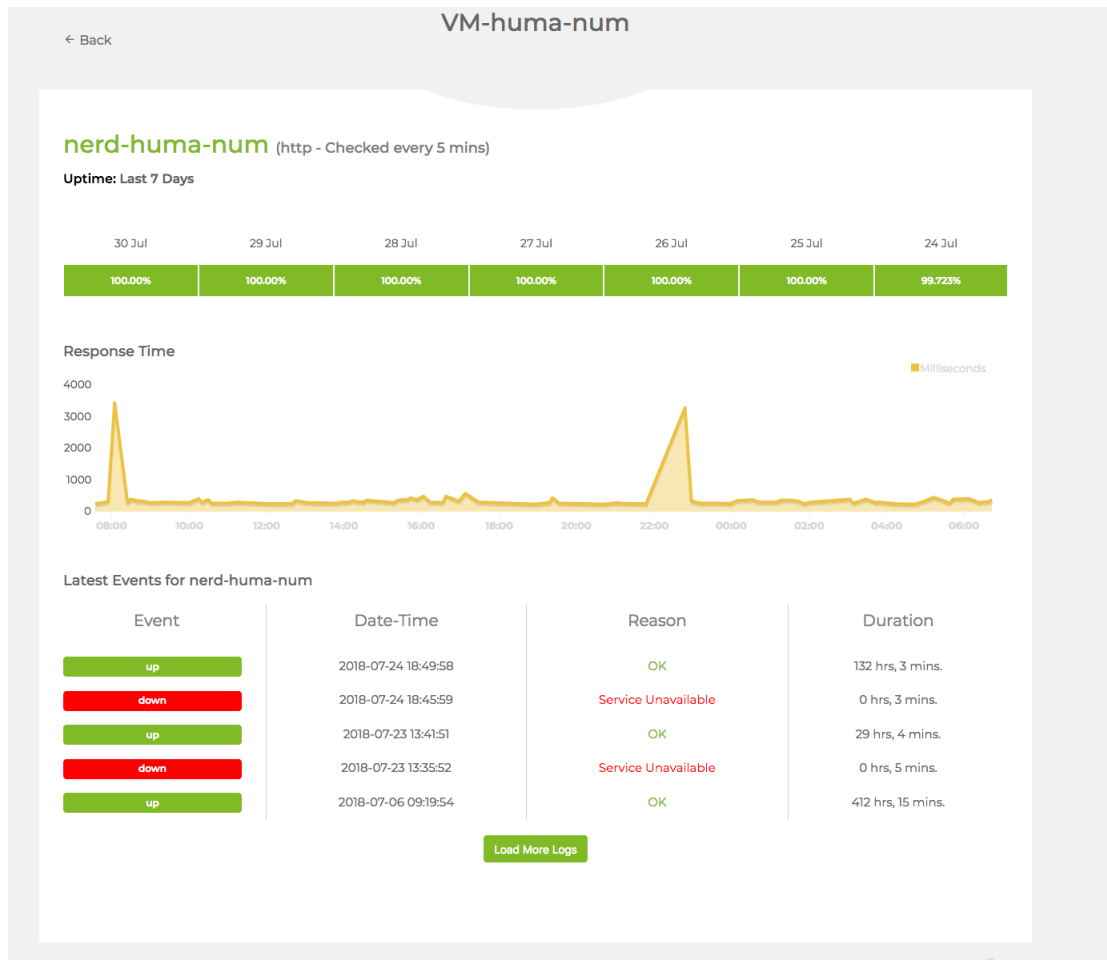 VM-huma-num
← Back
nerd-huma-num (http - Checked every 5 mins)
Uptime: Last 7 Days
30 Jul 29 Jul 28 Jul 27 Jul 26 Jul 25 Jul 24 Jul
100.00% 100.00% 100.00% 100.00% 100.00% 100.00% 99.723%
Response Time
Milliseconds
4000
3000
2000
1000
0
08:00 10:00 12:00 14:00 16:00 18:00 20:00 22:00 00:00 02:00 04:00 06:00
Latest Events for nerd-huma-num
Event Date-Time Reason Duration
up 2018-07-24 18:49:58 OK 132 hrs, 3 mins.
down 2018-07-24 18:45:59 Service Unavailable 0 hrs, 3 mins.
up 2018-07-23 13:41:51 OK 29 hrs, 4 mins.
down 2018-07-23 13:35:52 Service Unavailable 0 hrs, 5 mins.
up 2018-07-06 09:19:54 OK 412 hrs, 15 mins.
Load More Logs